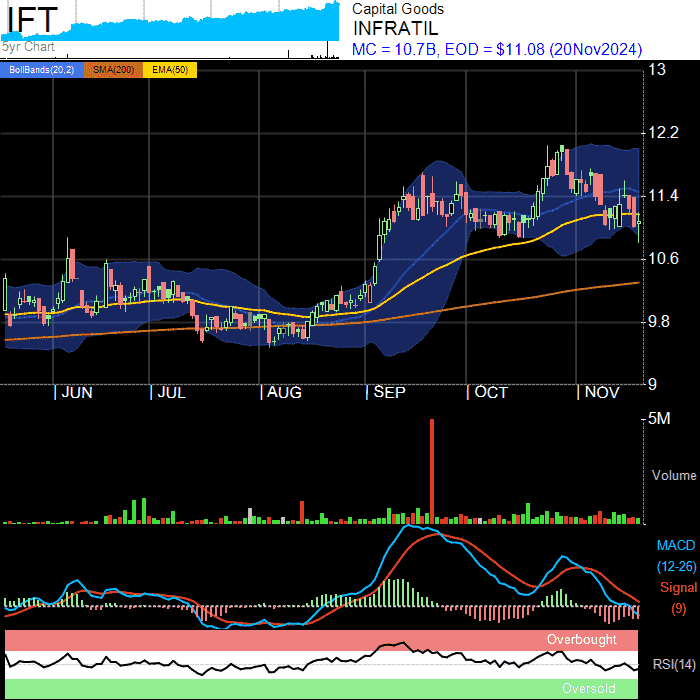 IFT
5yr Chart
Capital Goods
INFRATIL
MC = 10.7B, EOD = $11.08 (20Nov2024)
BollBands(20,2) SMA(200) EMA(50)
13
12.2
11.4
10.6
9.8
9
JUN JUL AUG SEP OCT NOV
5M
Volume
MACD
(12-26)
Signal
(9)
Overbought
RSI(14)
Oversold